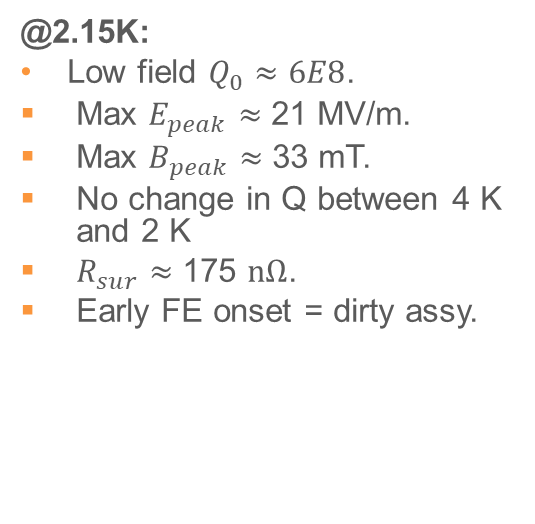 @2.15K:
• Low field Q₀ ≈ 6E8.
▪ Max E_peak ≈ 21 MV/m.
▪ Max B_peak ≈ 33 mT.
▪ No change in Q between 4 K
and 2 K
▪ R_sur ≈ 175 nΩ.
▪ Early FE onset = dirty assy.